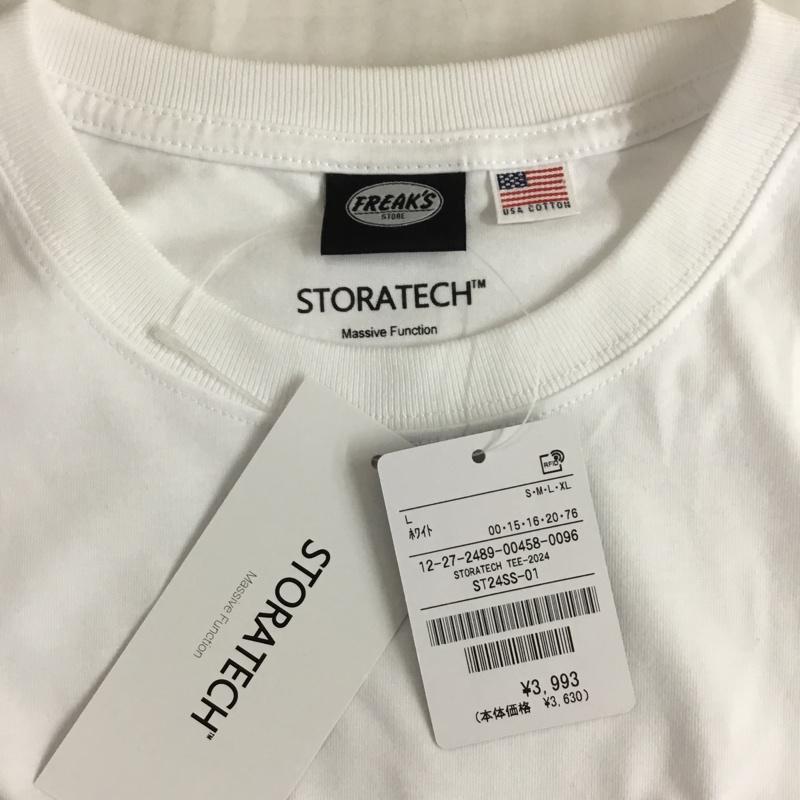 FREAK'S
STORE
USA COTTON
STORATECH™
Massive Function
STORATECH™
Massive Function
RFID
S・M・L・XL
L
ホワイト
00・15・16・20・76
12-27-2489-00458-0096
STORATECH TEE-2024
ST24SS-01
¥3,993
(本体価格 ¥3,630)